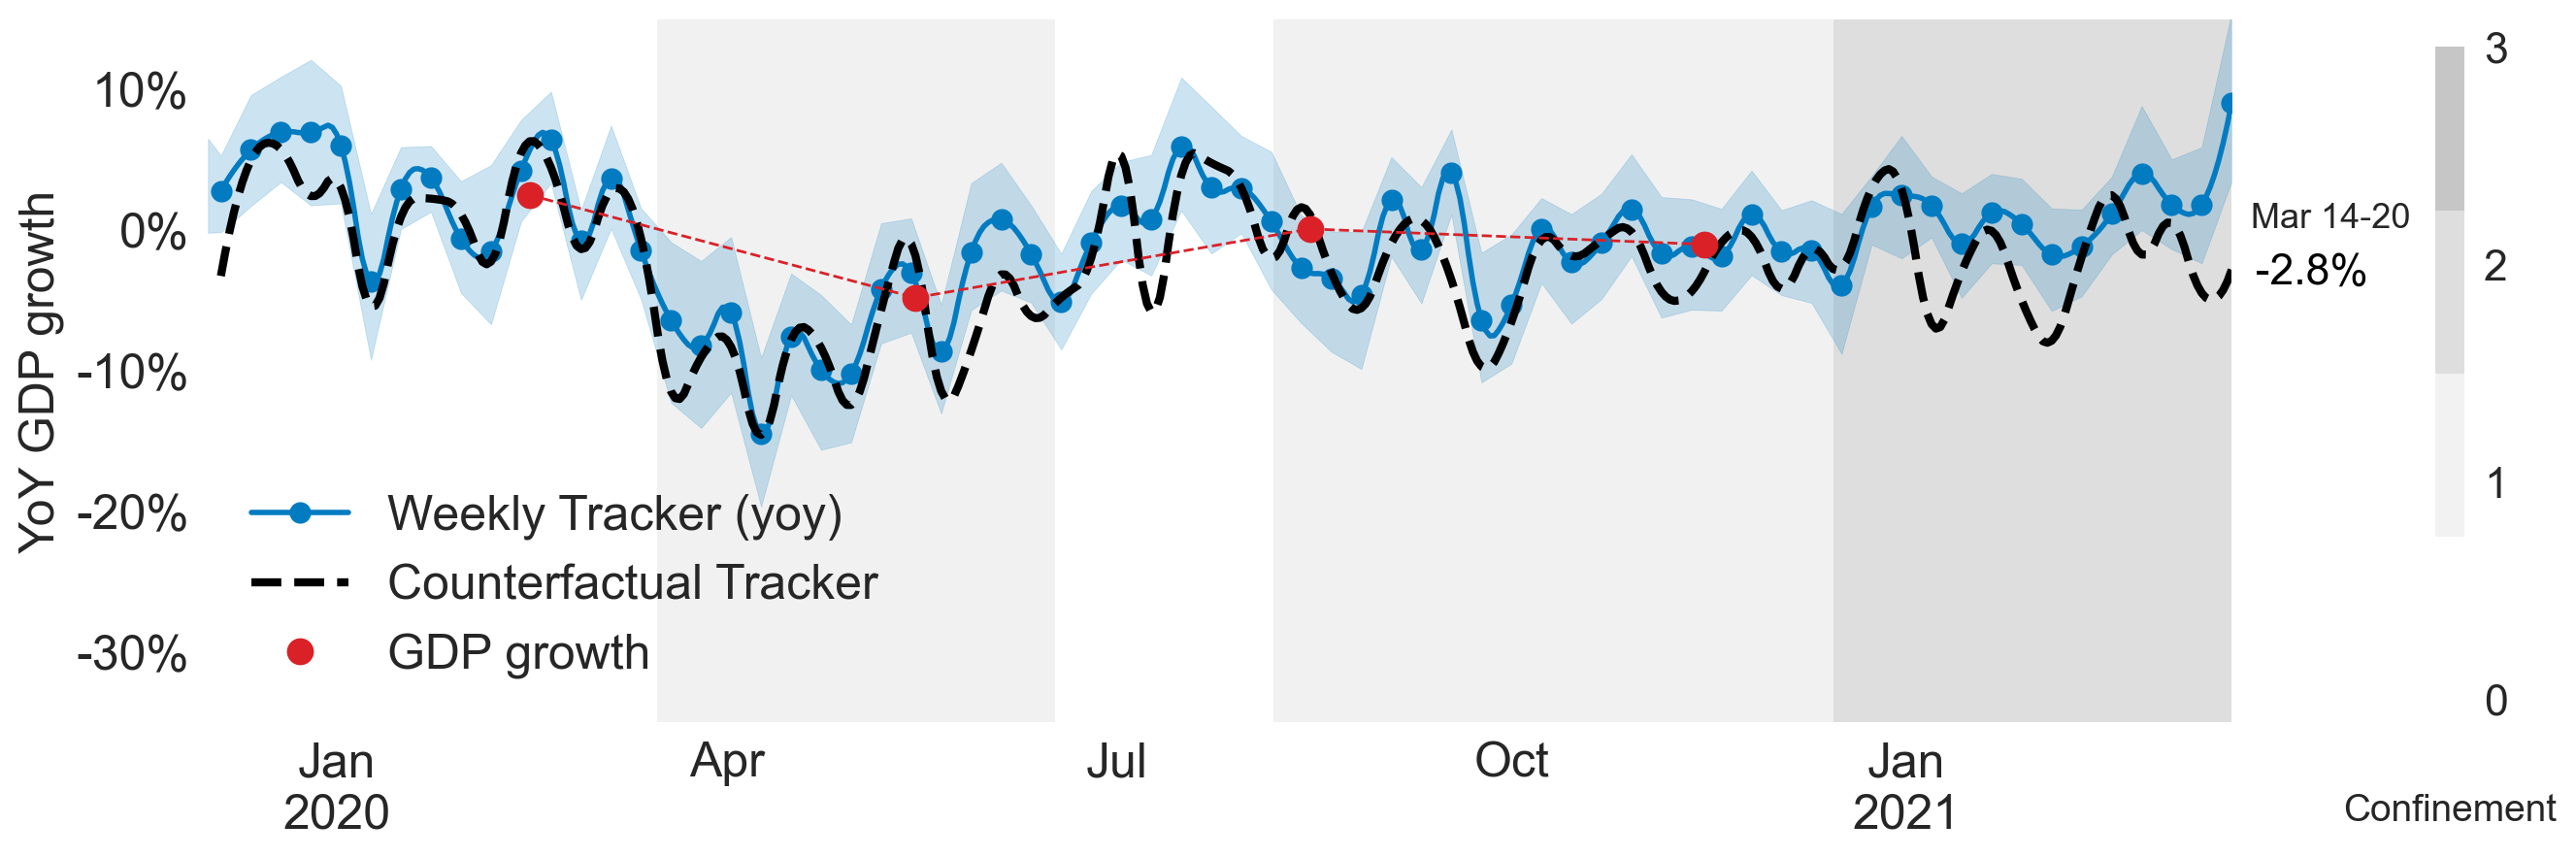 10%
0%
-10%
-20%
-30%
YoY GDP growth
Weekly Tracker (yoy)
Counterfactual Tracker
GDP growth
Jan
2020
Apr
Jul
Oct
Jan
2021
Mar 14-20
-2.8%
3
2
1
0
Confinement